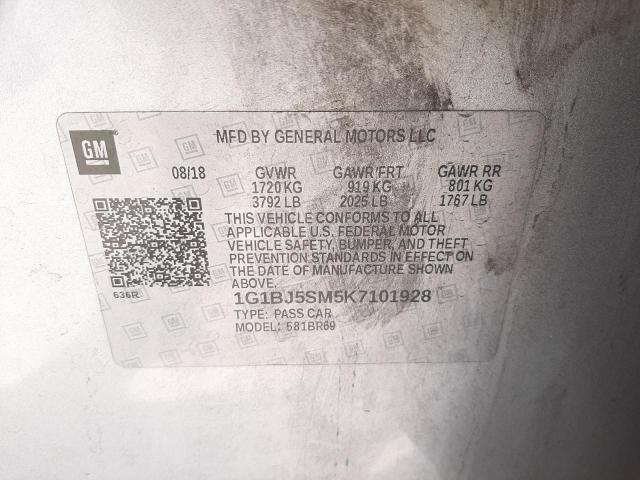 GM
MFD BY GENERAL MOTORS LLC
08/18 GVWR GAWR FRT GAWR RR
1720 KG 919 KG 801 KG
3792 LB 2025 LB 1767 LB
THIS VEHICLE CONFORMS TO ALL
APPLICABLE U.S. FEDERAL MOTOR
VEHICLE SAFETY, BUMPER, AND THEFT
PREVENTION STANDARDS IN EFFECT ON
THE DATE OF MANUFACTURE SHOWN
ABOVE.
636R
1G1BJ5SM5K7101928
TYPE: PASS CAR
MODEL: 581BR69